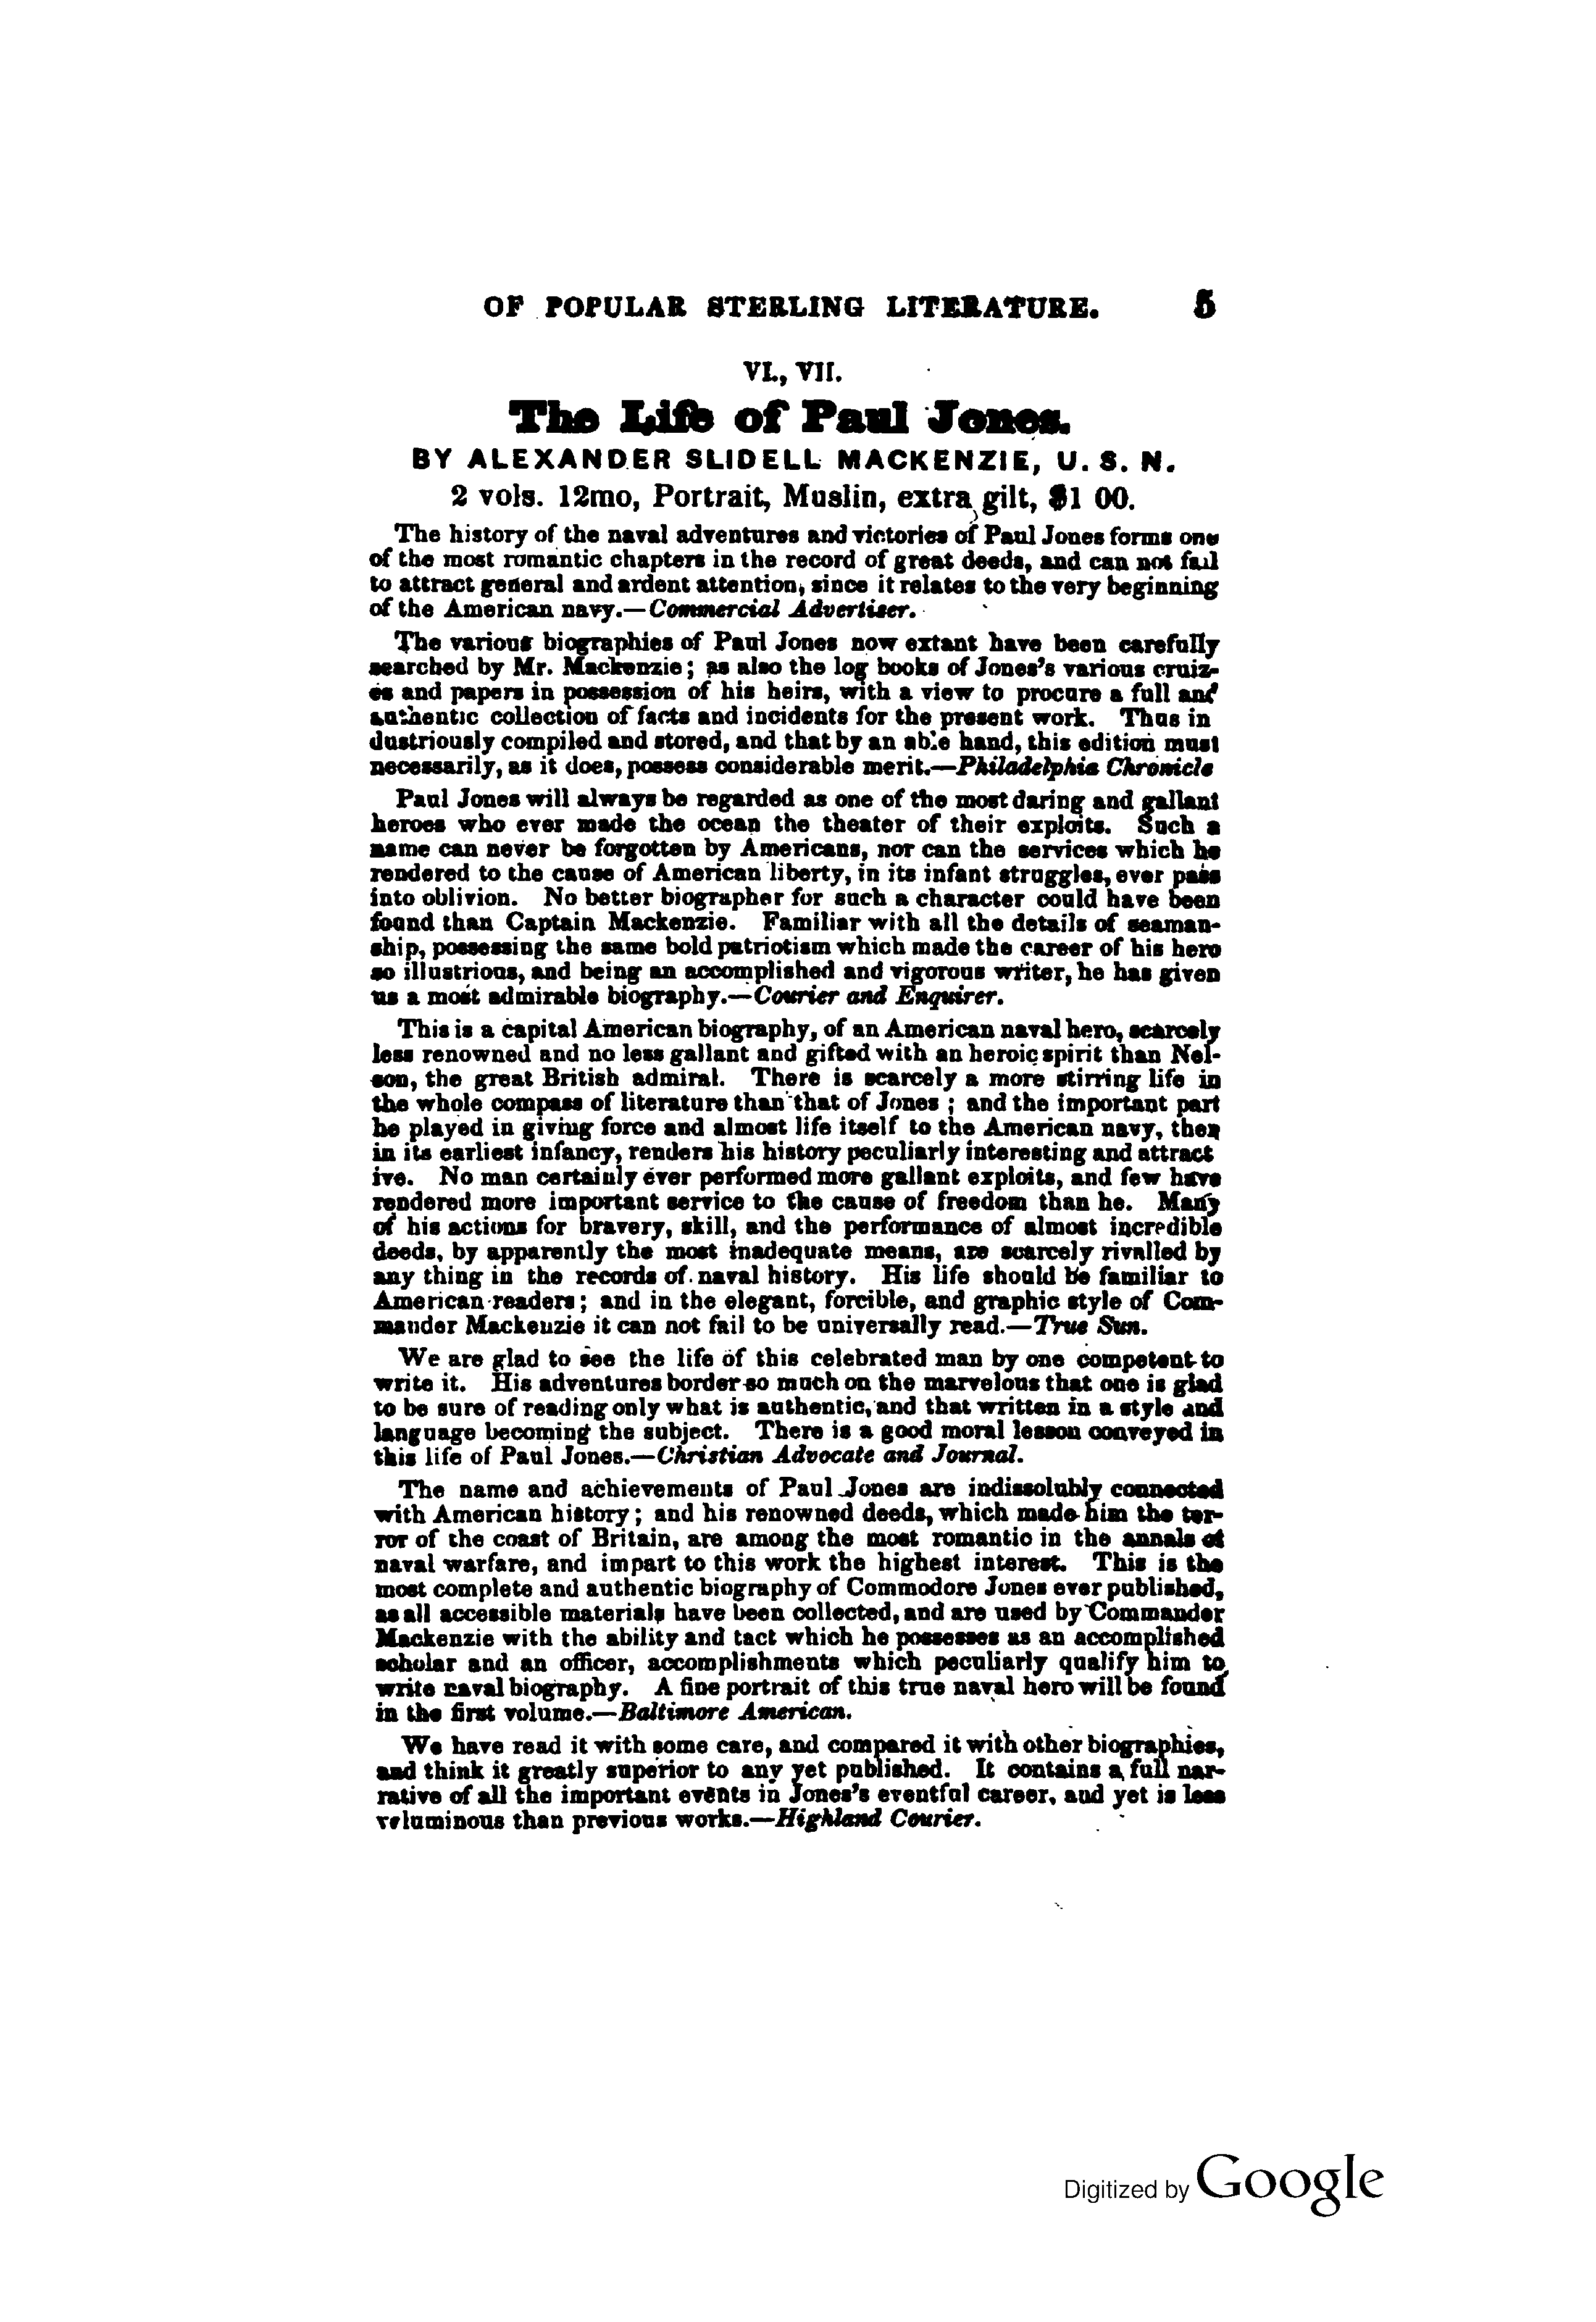 OF POPULAR STERLING LITERATURE. 5
VI., VII.
The Life of Paul Jones.
BY ALEXANDER SLIDELL MACKENZIE, U. S. N.
2 vols. 12mo, Portrait, Muslin, extra gilt, $1 00.
The history of the naval adventures and victories of Paul Jones forms one
of the most romantic chapters in the record of great deeds, and can not fail
to attract general and ardent attention, since it relates to the very beginning
of the American navy.—Commercial Advertiser.
The various biographies of Paul Jones now extant have been carefully
searched by Mr. Mackenzie; as also the log books of Jones's various cruiz-
es and papers in possession of his heirs, with a view to procure a full and
authentic collection of facts and incidents for the present work. Thus in
dustriously compiled and stored, and that by an able hand, this edition must
necessarily, as it does, possess considerable merit.—Philadelphia Chronicle
Paul Jones will always be regarded as one of the most daring and gallant
heroes who ever made the ocean the theater of their exploits. Such a
name can never be forgotten by Americans, nor can the services which he
rendered to the cause of American liberty, in its infant struggles, ever pass
into oblivion. No better biographer for such a character could have been
found than Captain Mackenzie. Familiar with all the details of seaman-
ship, possessing the same bold patriotism which made the career of his hero
so illustrious, and being an accomplished and vigorous writer, he has given
us a most admirable biography.—Courier and Enquirer.
This is a capital American biography, of an American naval hero, scarcely
less renowned and no less gallant and gifted with an heroic spirit than Nel-
son, the great British admiral. There is scarcely a more stirring life in
the whole compass of literature than that of Jones; and the important part
he played in giving force and almost life itself to the American navy, then
in its earliest infancy, renders his history peculiarly interesting and attract
ive. No man certainly ever performed more gallant exploits, and few have
rendered more important service to the cause of freedom than he. Many
of his actions for bravery, skill, and the performance of almost incredible
deeds, by apparently the most inadequate means, are scarcely rivalled by
any thing in the records of naval history. His life should be familiar to
American readers; and in the elegant, forcible, and graphic style of Com-
mander Mackenzie it can not fail to be universally read.—True Sun.
We are glad to see the life of this celebrated man by one competent to
write it. His adventures border so much on the marvelous that one is glad
to be sure of reading only what is authentic, and that written in a style and
language becoming the subject. There is a good moral lesson conveyed in
this life of Paul Jones.—Christian Advocate and Journal.
The name and achievements of Paul Jones are indissolubly connected
with American history; and his renowned deeds, which made him the ter-
ror of the coast of Britain, are among the most romantic in the annals of
naval warfare, and impart to this work the highest interest. This is the
most complete and authentic biography of Commodore Jones ever published,
as all accessible materials have been collected, and are used by Commander
Mackenzie with the ability and tact which he possesses as an accomplished
scholar and an officer, accomplishments which peculiarly qualify him to
write naval biography. A fine portrait of this true naval hero will be found
in the first volume.—Baltimore American.
We have read it with some care, and compared it with other biographies,
and think it greatly superior to any yet published. It contains a full nar-
rative of all the important events in Jones's eventful career, and yet is less
voluminous than previous works.—Highland Courier.
Digitized by Google